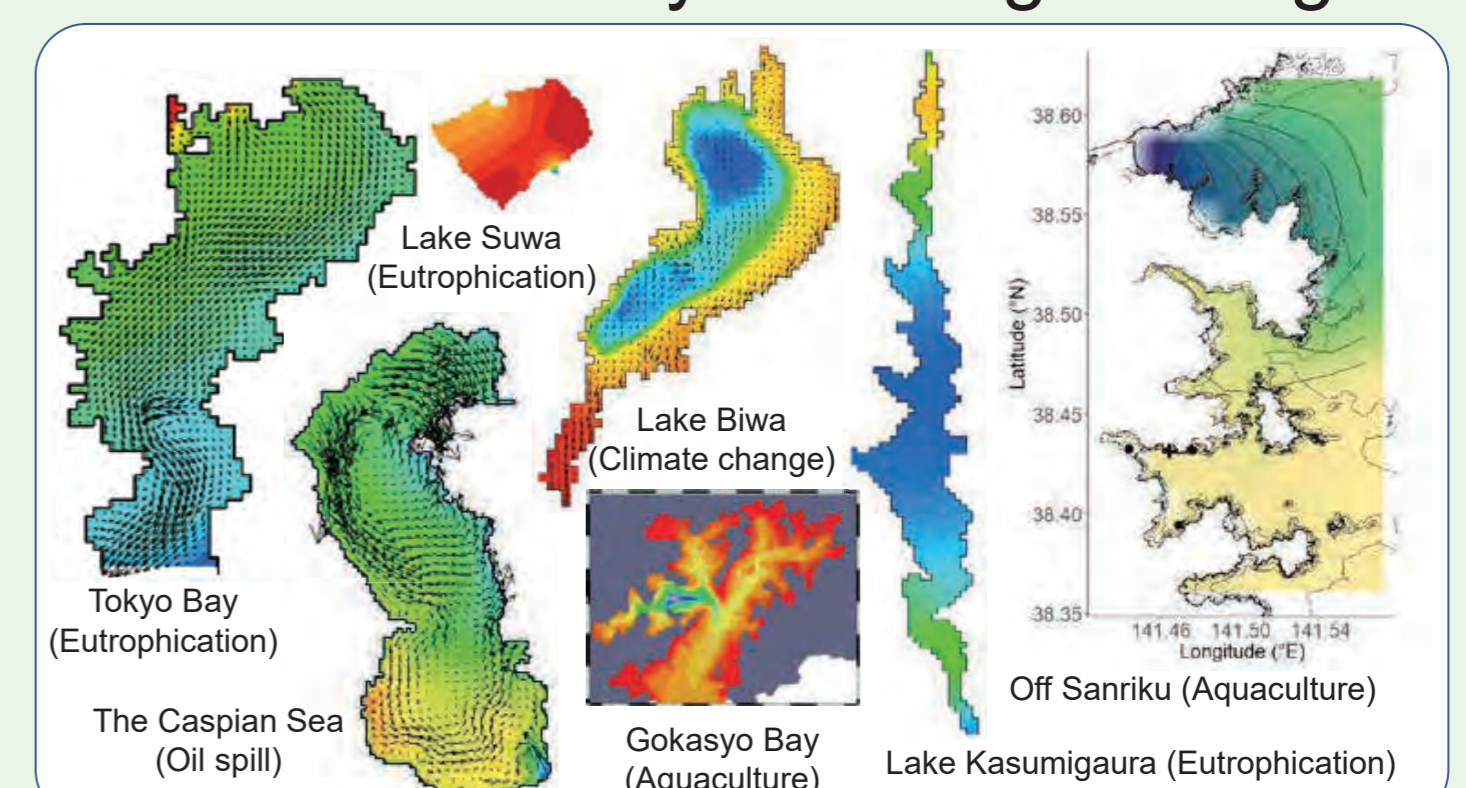 Lake Suwa
(Eutrophication)
Lake Biwa
(Climate change)
Tokyo Bay
(Eutrophication)
The Caspian Sea
(Oil spill)
Gokasyo Bay
(Aquaculture)
Lake Kasumigaura (Eutrophication)
Latitude (°N)
38.60
38.55
38.50
38.45
38.40
38.35
141.46 141.50 141.54
Longitude (°E)
Off Sanriku (Aquaculture)